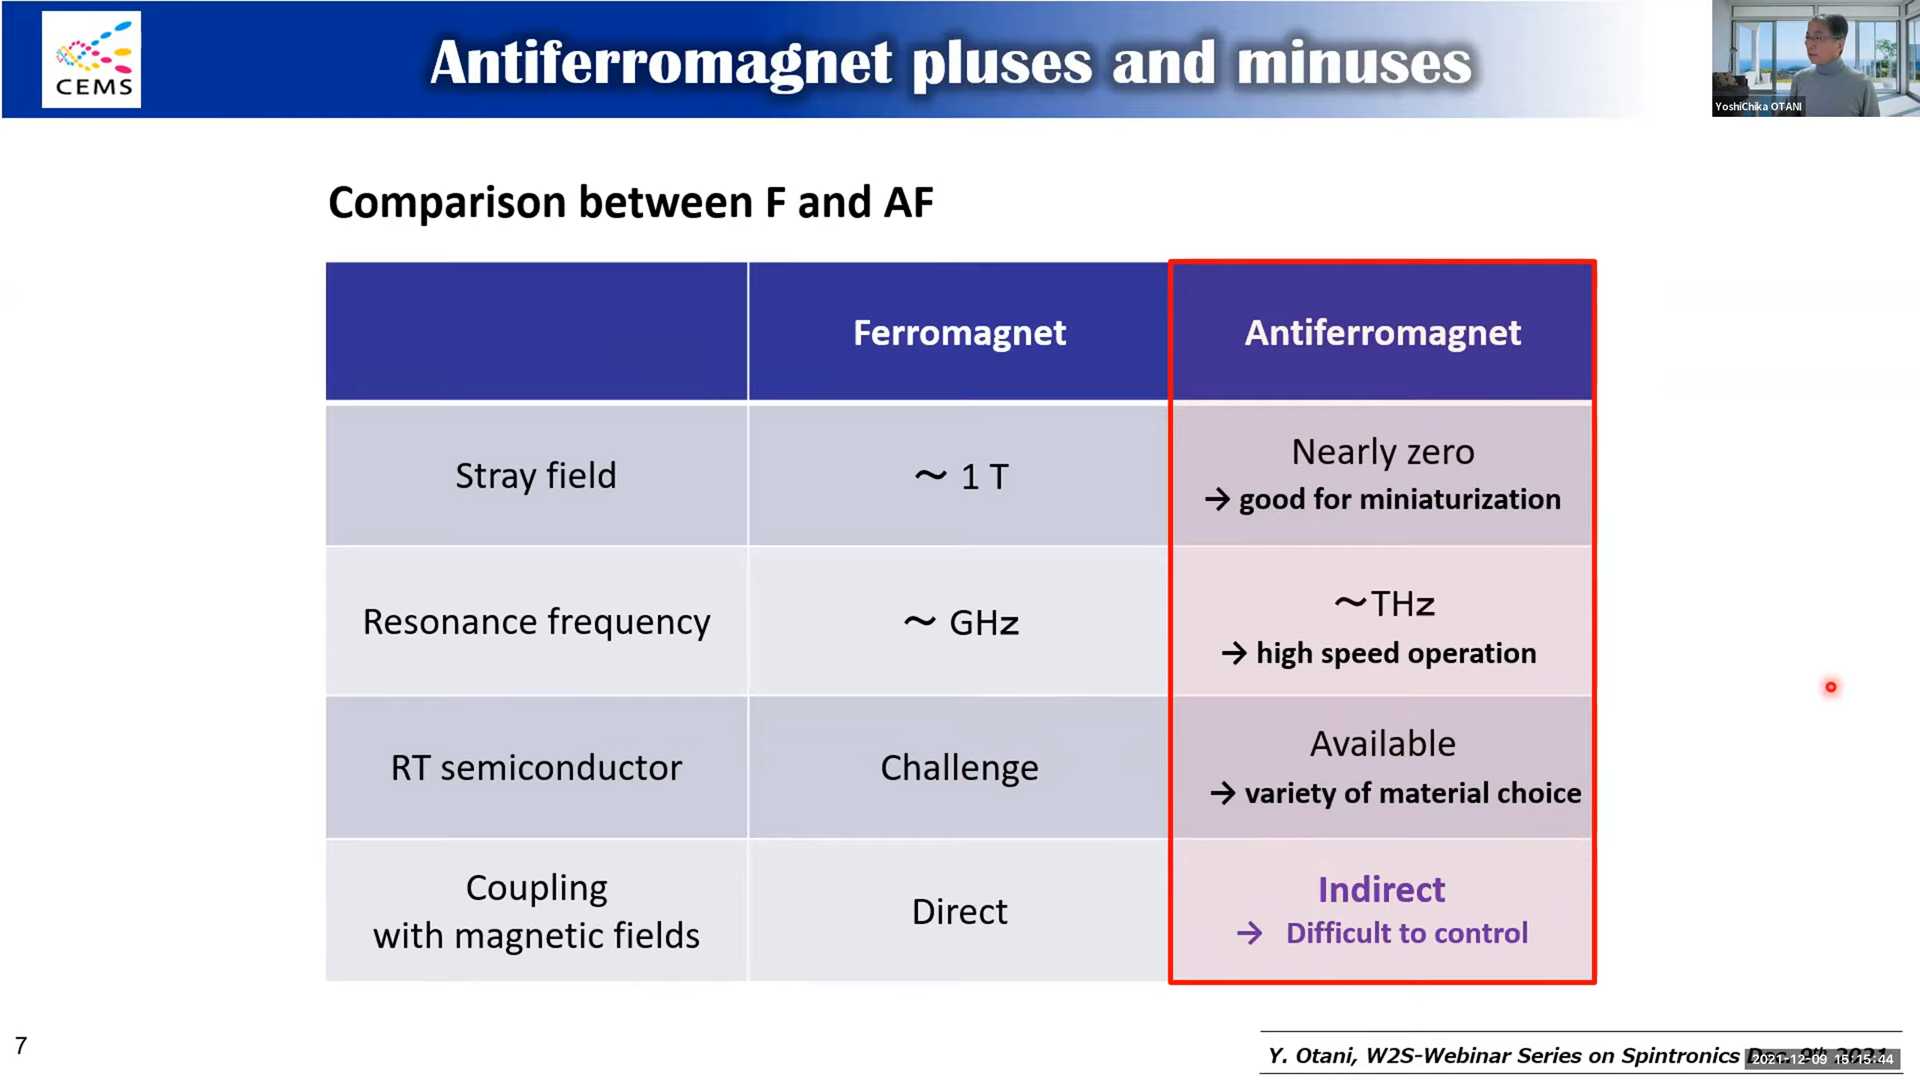 CEMS
Antiferromagnet pluses and minuses
YoshiChika OTANI
Comparison between F and AF
Ferromagnet
Antiferromagnet
Stray field
~ 1 T
Nearly zero
→ good for miniaturization
Resonance frequency
~ GHz
~THz
→ high speed operation
RT semiconductor
Challenge
Available
→ variety of material choice
Coupling
with magnetic fields
Direct
Indirect
→ Difficult to control
7
Y. Otani, W2S-Webinar Series on Spintronics
2021-12-09 15:15:44